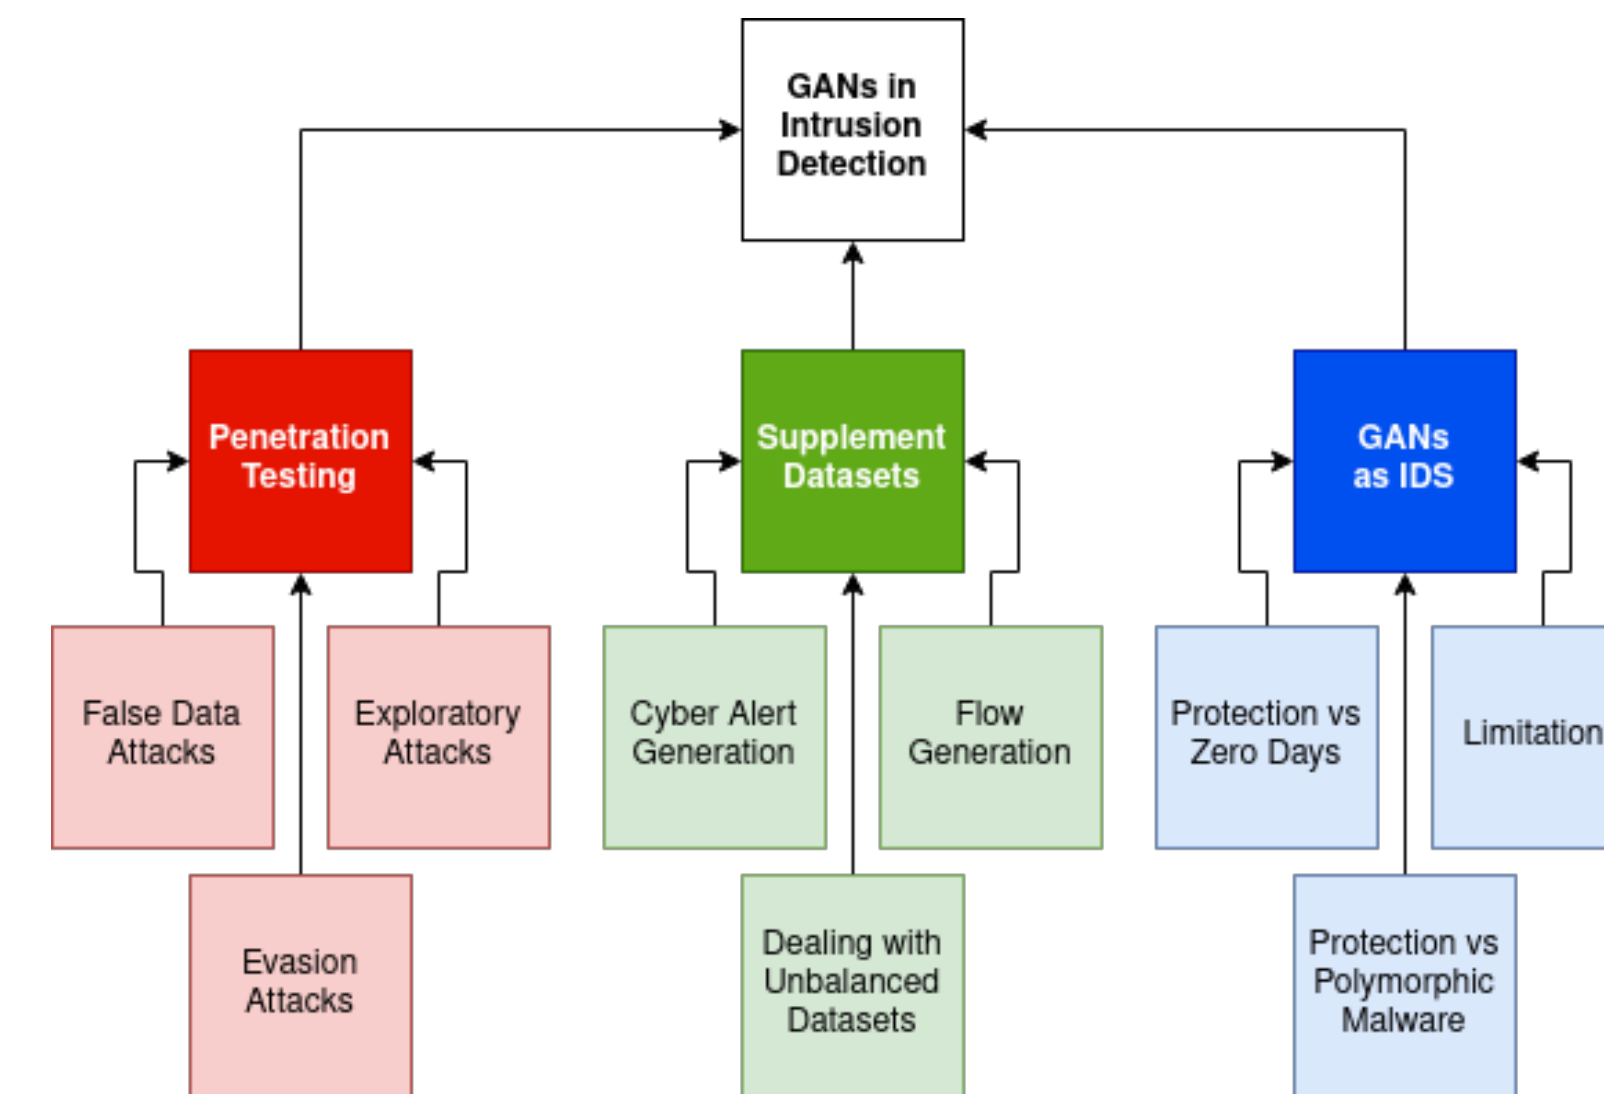 GANs in
Intrusion
Detection
Penetration
Testing
Supplement
Datasets
GANs
as IDS
False Data
Attacks
Exploratory
Attacks
Cyber Alert
Generation
Flow
Generation
Protection vs
Zero Days
Limitation
Evasion
Attacks
Dealing with
Unbalanced
Datasets
Protection vs
Polymorphic
Malware